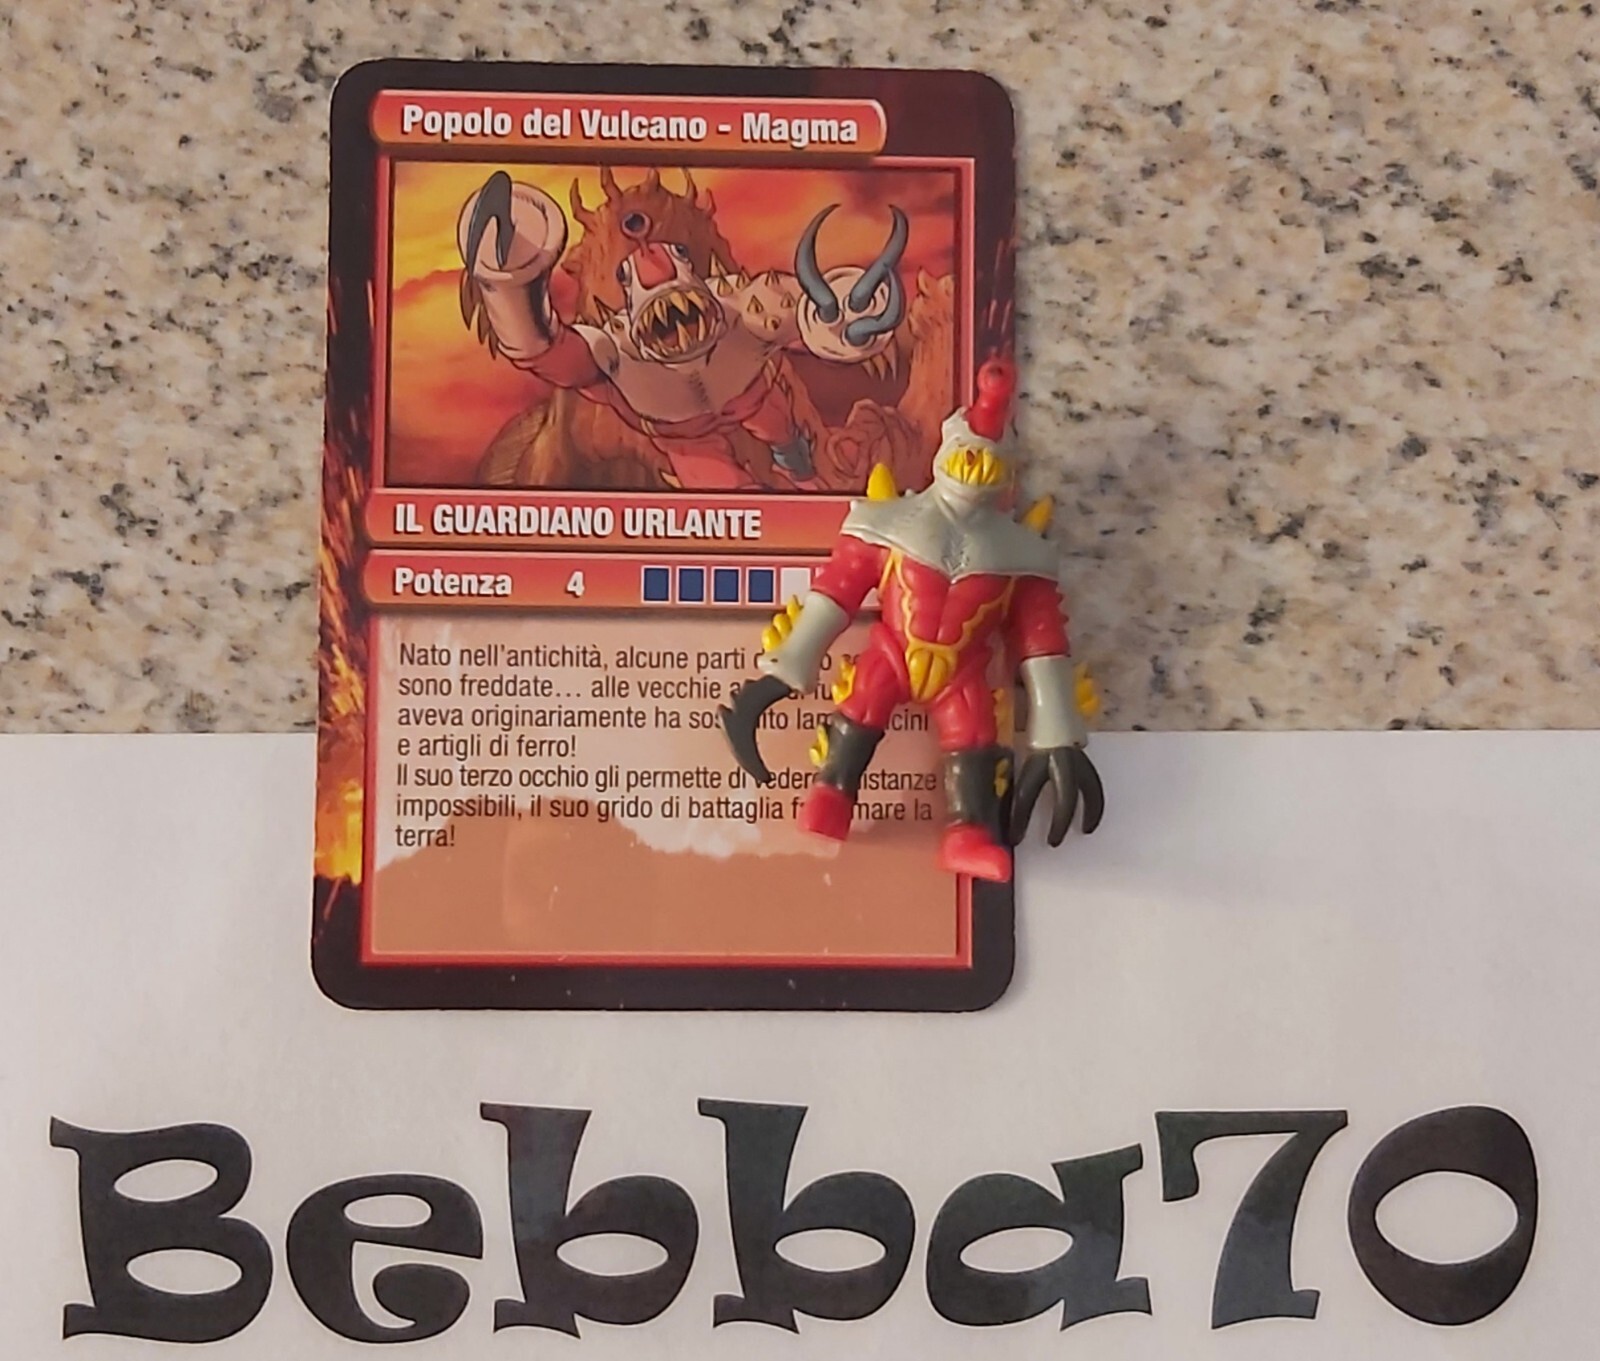 Popolo del Vulcano - Magma
IL GUARDIANO URLANTE
Potenza 4
Nato nell'antichità, alcune parti
sono freddate... alle vecchie
aveva originariamente ha
e artigli di ferro!
Il suo terzo occhio gli permette di vedere
impossibili, il suo grido di battaglia la
terra!
Bebba70